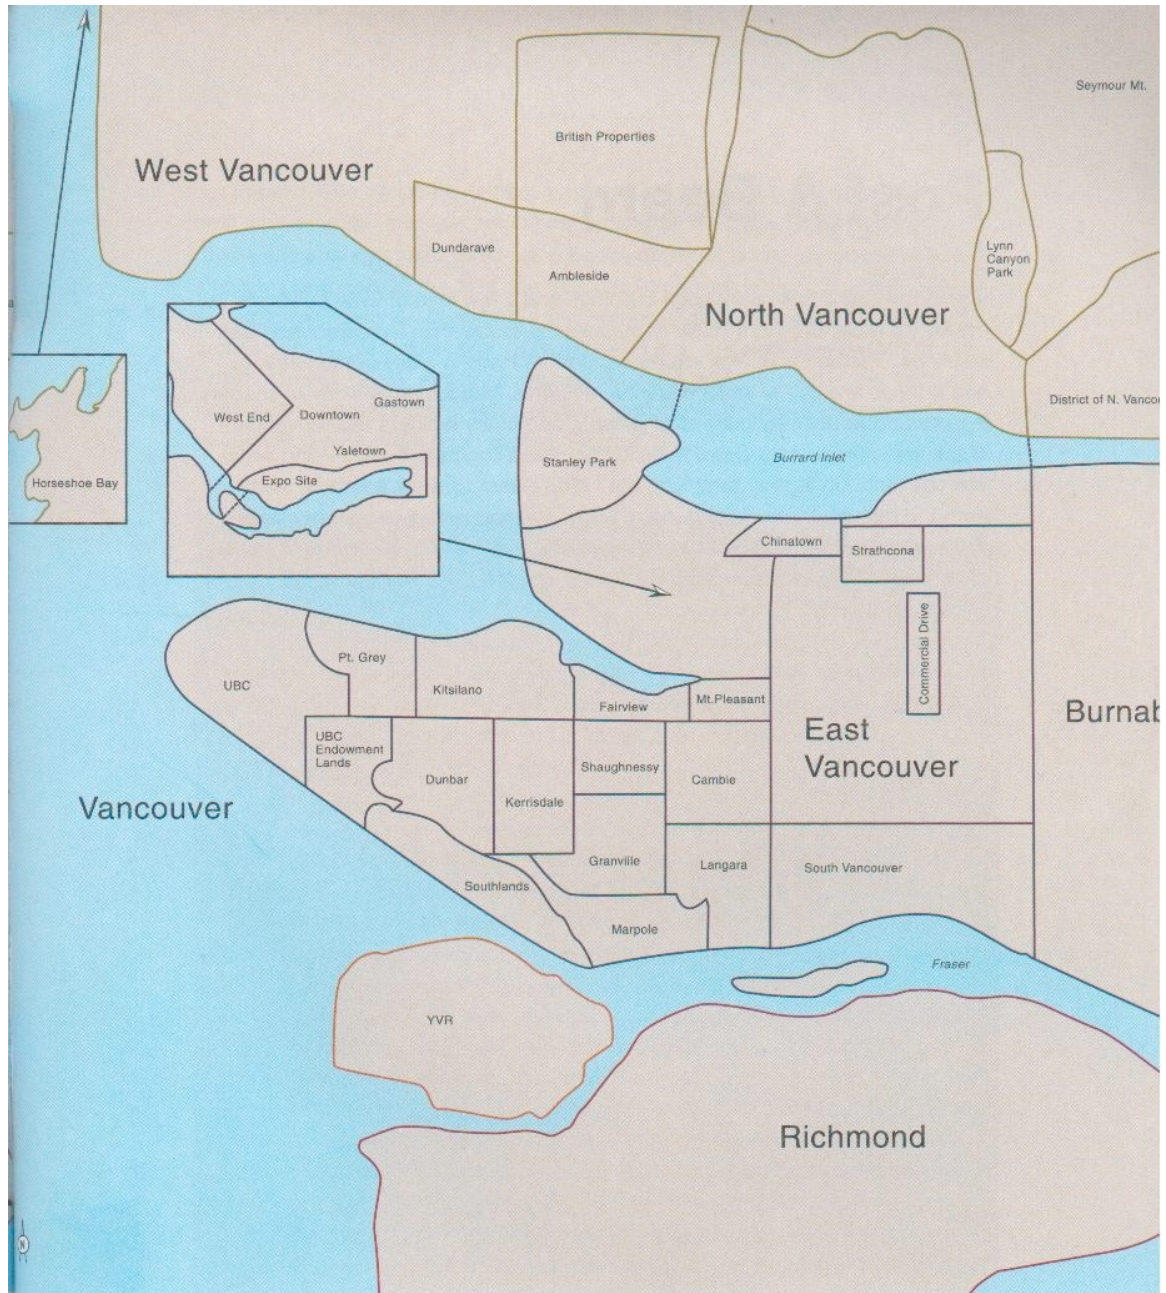 Seymour Mt.
British Properties
West Vancouver
Dundarave
Lynn
Canyon
Park
Ambleside
North Vancouver
District of N. Vancou
Gastown
West End
Downtown
Yaletown
Expo Site
Horseshoe Bay
Stanley Park
Burrard Inlet
Chinatown
Strathcona
Commercial Drive
Pt. Grey
UBC
Kitsilano
Fairview
Mt.Pleasant
UBC
Endowment
Lands
Dunbar
Kerrisdale
Shaughnessy
Cambie
East
Vancouver
Burnab
Vancouver
Granville
Langara
South Vancouver
Southlands
Marpole
Fraser
YVR
Richmond
N